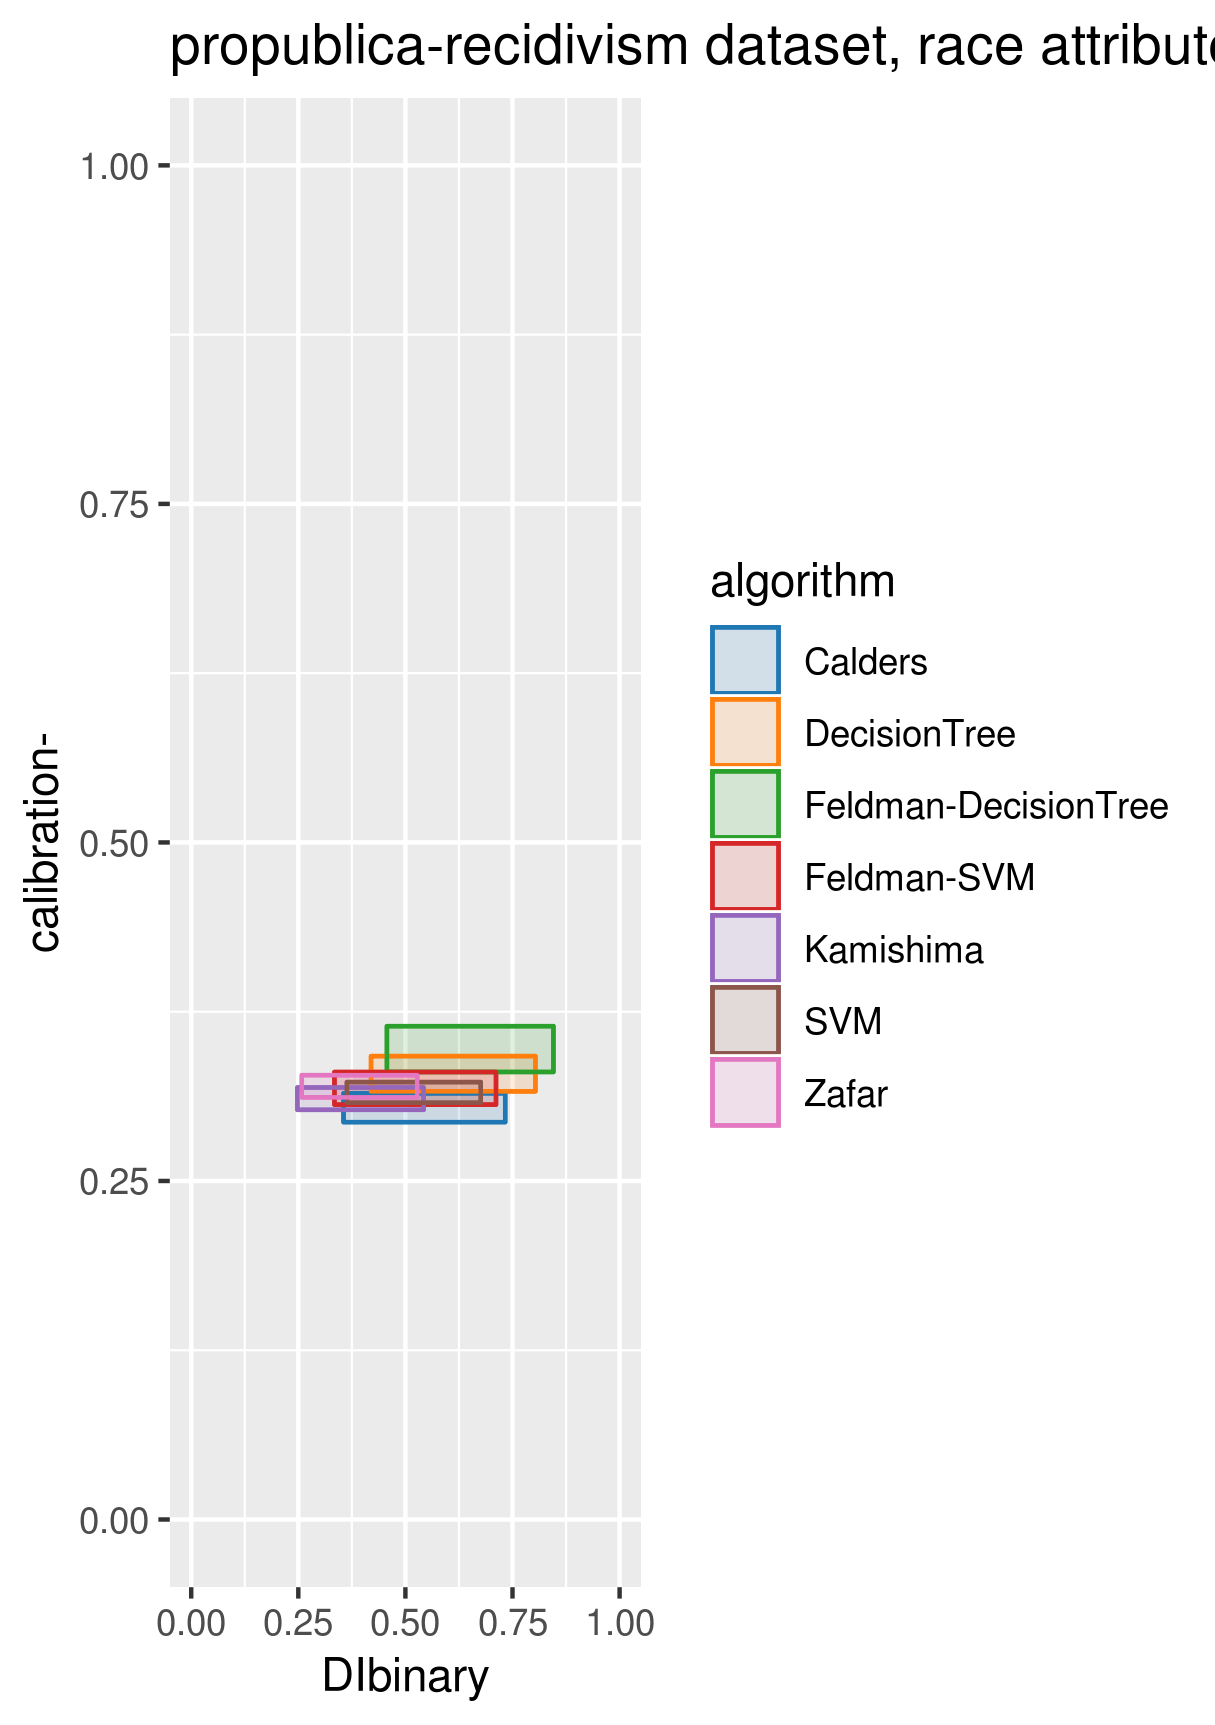 propublica-recidivism dataset, race attribute
1.00
0.75
0.50
0.25
0.00
calibration-
0.00 0.25 0.50 0.75 1.00
DIbinary
algorithm
Calders
DecisionTree
Feldman-DecisionTree
Feldman-SVM
Kamishima
SVM
Zafar